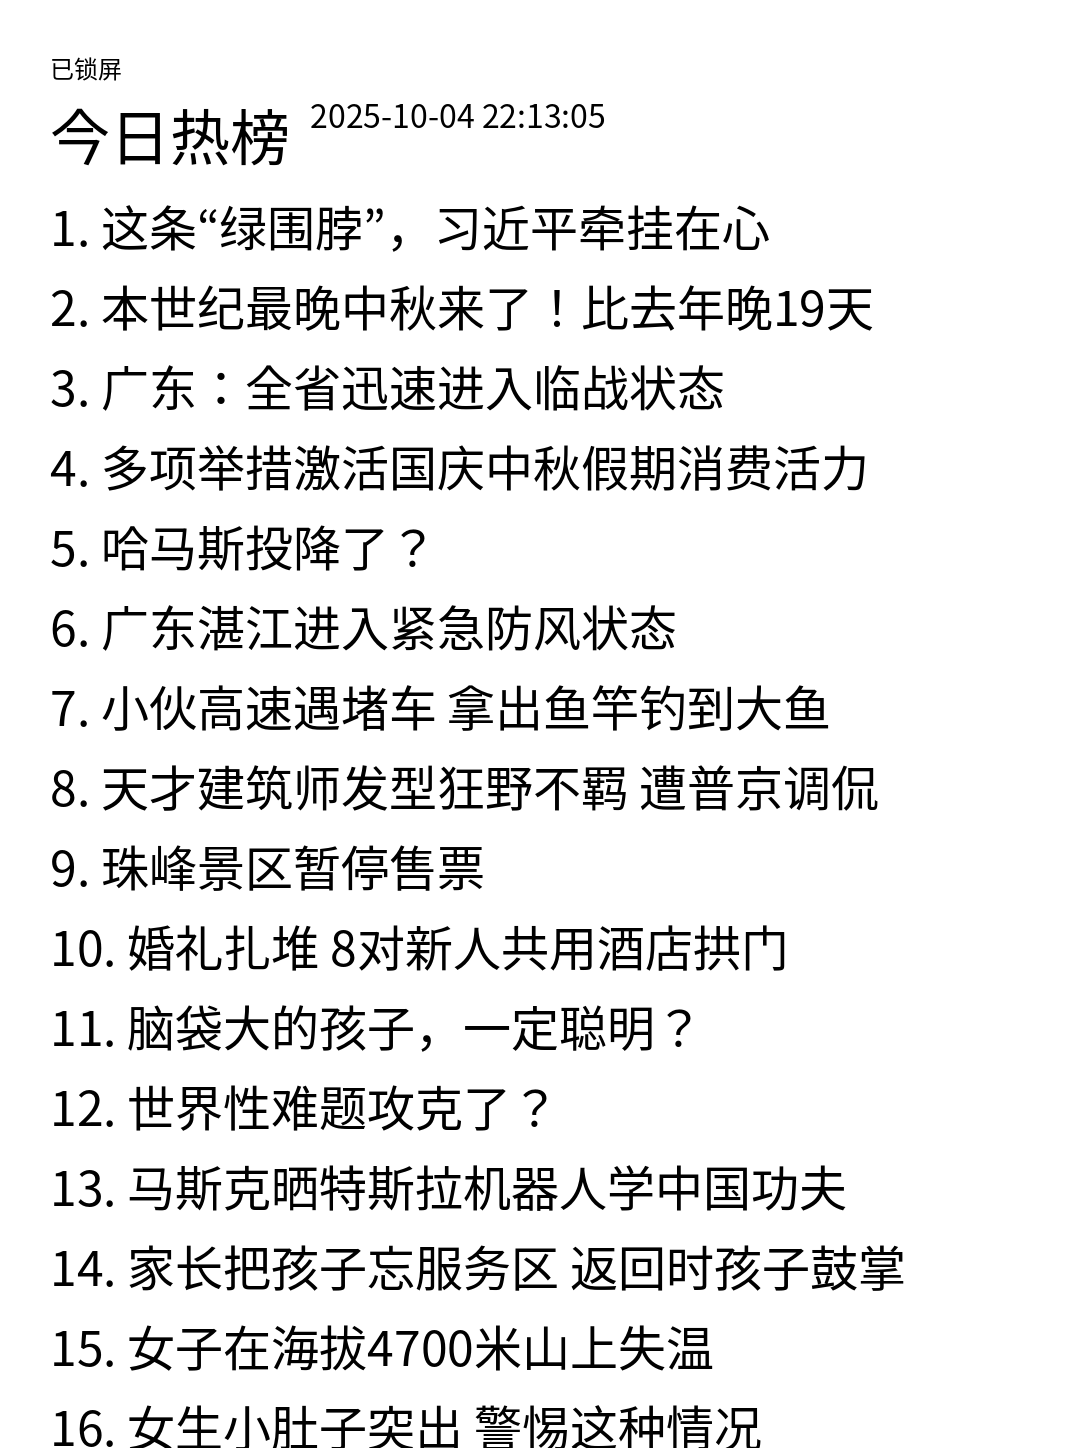 已锁屏
今日热榜 2025-10-04 22:13:05
1. 这条“绿围脖”，习近平牵挂在心
2. 本世纪最晚中秋来了！比去年晚19天
3. 广东：全省迅速进入临战状态
4. 多项举措激活国庆中秋假期消费活力
5. 哈马斯投降了？
6. 广东湛江进入紧急防风状态
7. 小伙高速遇堵车 拿出鱼竿钓到大鱼
8. 天才建筑师发型狂野不羁 遭普京调侃
9. 珠峰景区暂停售票
10. 婚礼扎堆 8对新人共用酒店拱门
11. 脑袋大的孩子，一定聪明？
12. 世界性难题攻克了？
13. 马斯克晒特斯拉机器人学中国功夫
14. 家长把孩子忘服务区 返回时孩子鼓掌
15. 女子在海拔4700米山上失温
16. 女生小肚子突出 警惕这种情况